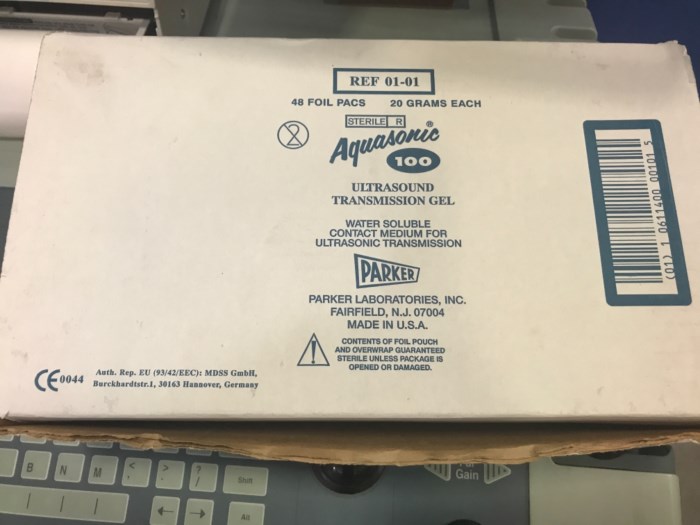 REF 01-01
48 FOIL PACS 20 GRAMS EACH
STERILE R
Aquasonic®
100
ULTRASOUND
TRANSMISSION GEL
WATER SOLUBLE
CONTACT MEDIUM FOR
ULTRASONIC TRANSMISSION
PARKER
PARKER LABORATORIES, INC.
FAIRFIELD, N.J. 07004
MADE IN U.S.A.
CONTENTS OF FOIL POUCH
AND OVERWRAP GUARANTEED
STERILE UNLESS PACKAGE IS
OPENED OR DAMAGED.
CE 0044
Auth. Rep. EU (93/42/EEC): MDSS GmbH,
Burckhardtstr.1, 30163 Hannover, Germany
(01) 1 0611400 00101 5
B N M < , > . ? / Shift
Alt
Gain